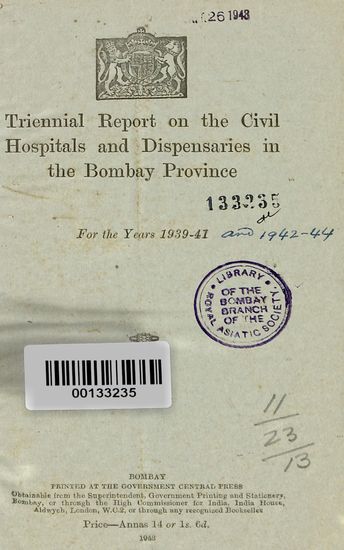 26 1943
Triennial Report on the Civil
Hospitals and Dispensaries in
the Bombay Province
133235
For the Years 1939-41 and 1942-44
LIBRARY
OF THE
BOMBAY
BRANCH
OF THE
ROYAL ASIATIC SOCIETY.
00133235
11
23
13
BOMBAY
PRINTED AT THE GOVERNMENT CENTRAL PRESS
Obtainable from the Superintendent, Government Printing and Stationery,
Bombay, or through the High Commissioner for India, India House,
Aldwych, London, W.C.2, or through any recognized Bookseller
Price—Annas 14 or 1s. 6d.
1943